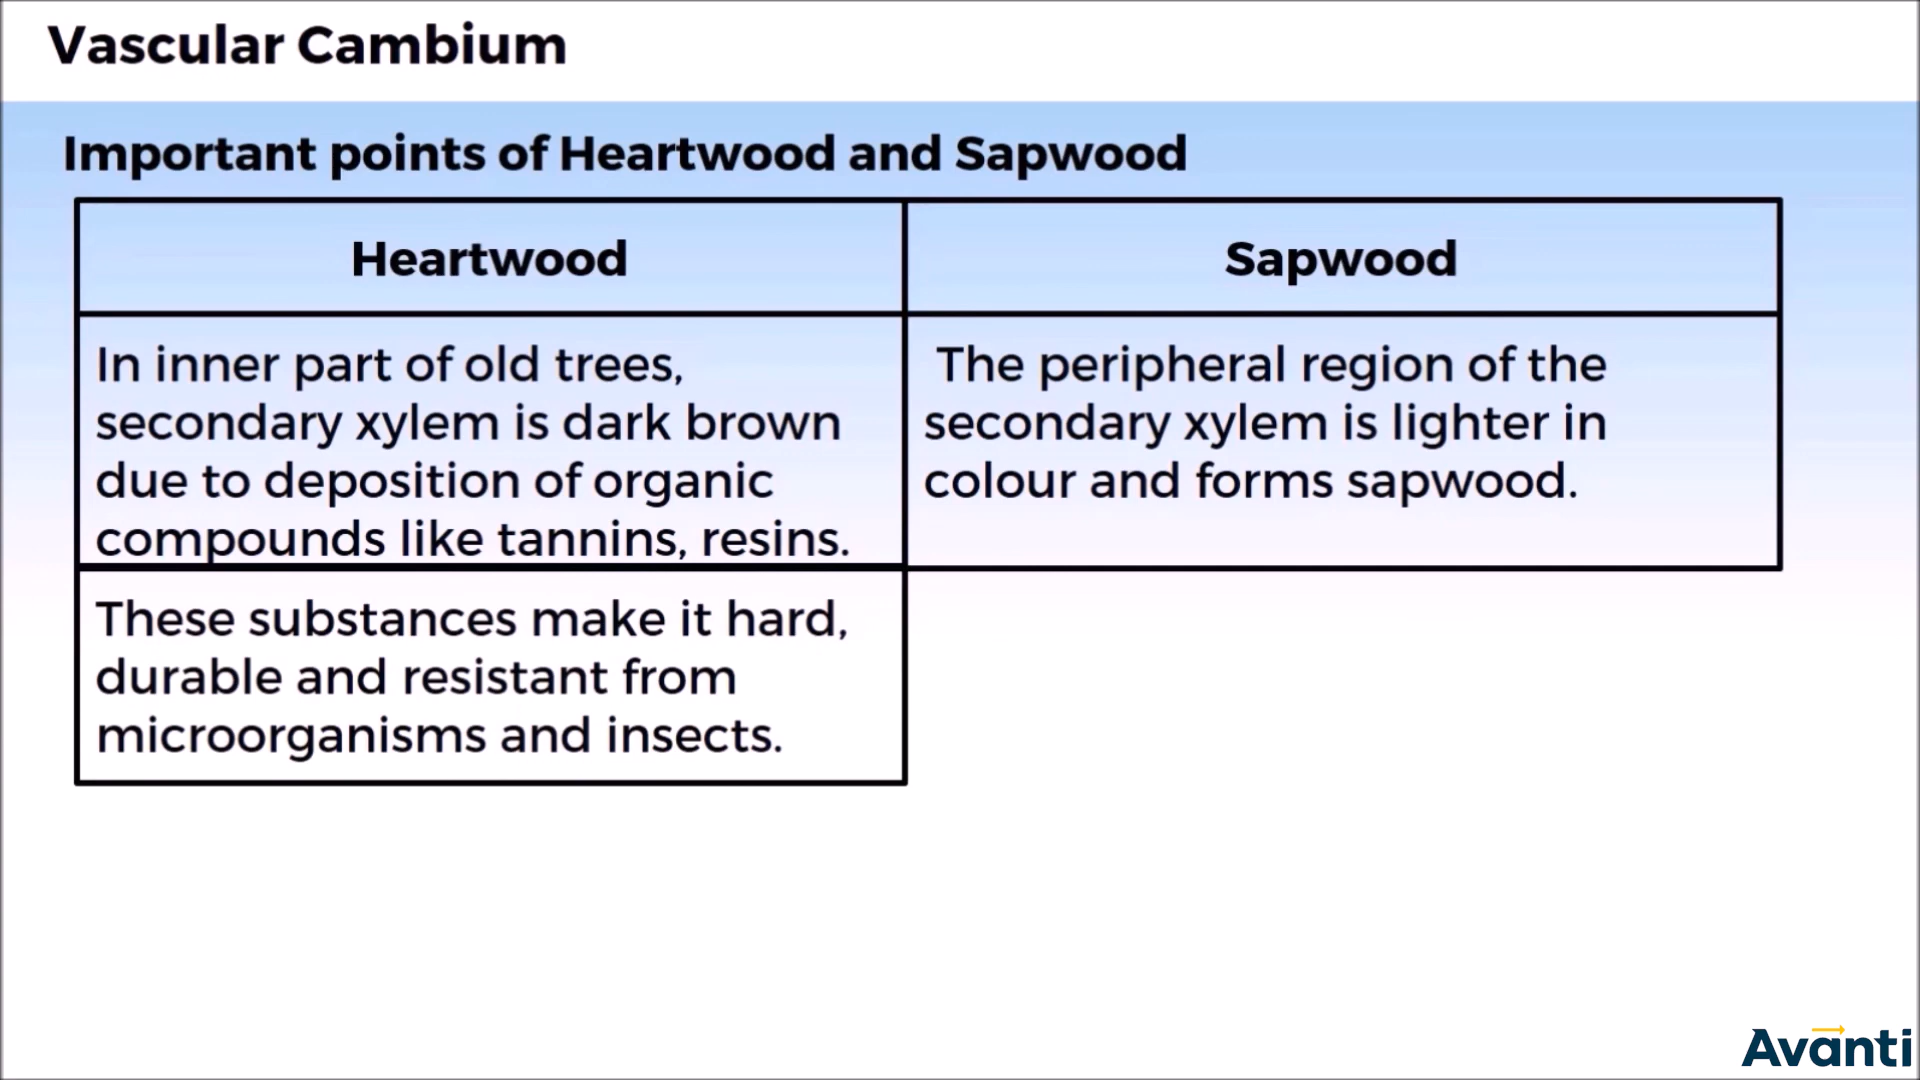 Vascular Cambium
Important points of Heartwood and Sapwood
Heartwood
Sapwood
In inner part of old trees,
secondary xylem is dark brown
due to deposition of organic
compounds like tannins, resins.
The peripheral region of the
secondary xylem is lighter in
colour and forms sapwood.
These substances make it hard,
durable and resistant from
microorganisms and insects.
Avanti